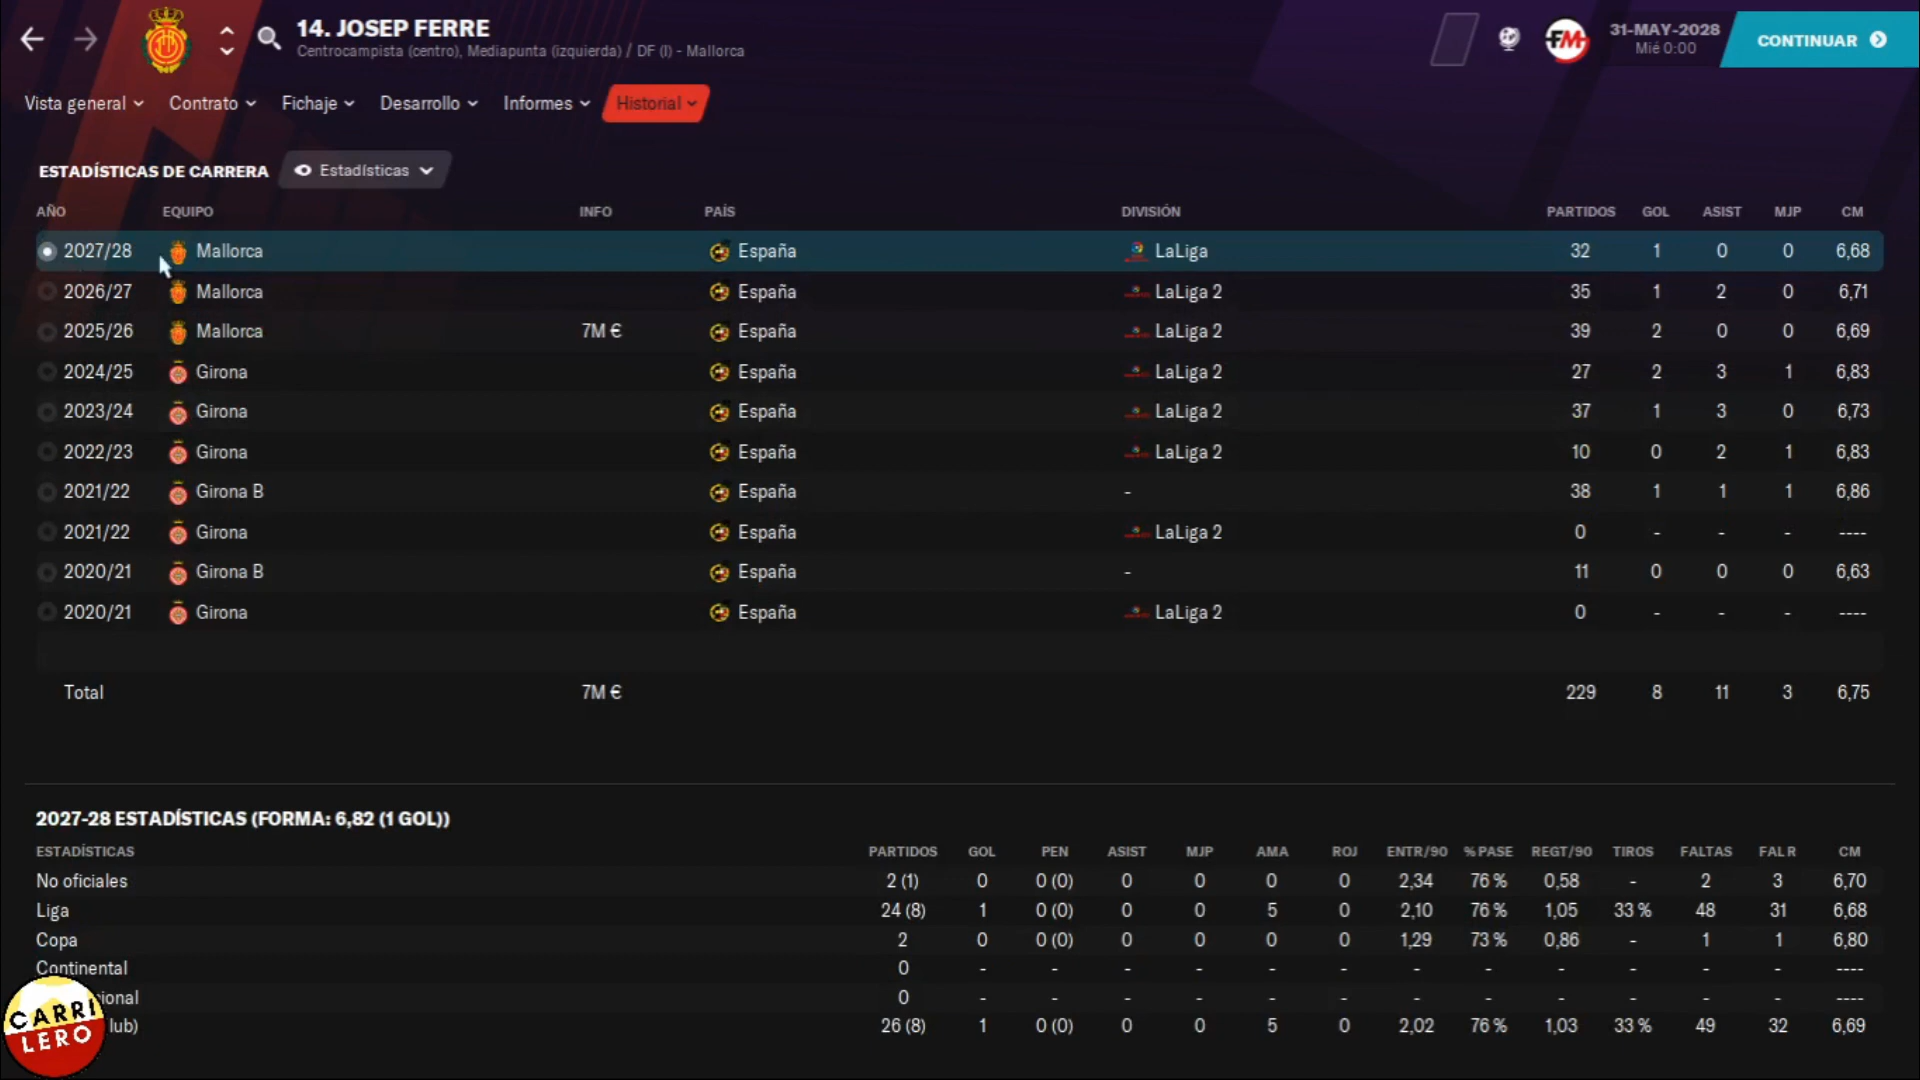 14. JOSEP FERRE
Centrocampista (centro), Mediapunta (izquierda) / DF (I) - Mallorca
FM
31-MAY-2028
Mié 0:00
CONTINUAR
Vista general Contrato Fichaje Desarrollo Informes Historial
ESTADÍSTICAS DE CARRERA Estadísticas
AÑO EQUIPO INFO PAÍS DIVISIÓN PARTIDOS GOL ASIST MJP CM
2027/28 Mallorca España LaLiga 32 1 0 0 6,68
2026/27 Mallorca España LaLiga 2 35 1 2 0 6,71
2025/26 Mallorca 7M € España LaLiga 2 39 2 0 0 6,69
2024/25 Girona España LaLiga 2 27 2 3 1 6,83
2023/24 Girona España LaLiga 2 37 1 3 0 6,73
2022/23 Girona España LaLiga 2 10 0 2 1 6,83
2021/22 Girona B España - 38 1 1 1 6,86
2021/22 Girona España LaLiga 2 0 - - - ----
2020/21 Girona B España - 11 0 0 0 6,63
2020/21 Girona España LaLiga 2 0 - - - ----
Total 7M € 229 8 11 3 6,75
2027-28 ESTADÍSTICAS (FORMA: 6,82 (1 GOL))
ESTADÍSTICAS PARTIDOS GOL PEN ASIST MJP AMA ROJ ENTR/90 % PASE REGT/90 TIROS FALTAS FAL R CM
No oficiales 2 (1) 0 0 (0) 0 0 0 0 2,34 76 % 0,58 - 2 3 6,70
Liga 24 (8) 1 0 (0) 0 0 5 0 2,10 76 % 1,05 33 % 48 31 6,68
Copa 2 0 0 (0) 0 0 0 0 1,29 73 % 0,86 - 1 1 6,80
Continental 0 - - - - - - - - - - - - ----
cional 0 - - - - - - - - - - - - ----
lub) 26 (8) 1 0 (0) 0 0 5 0 2,02 76 % 1,03 33 % 49 32 6,69
CARRI
LERO